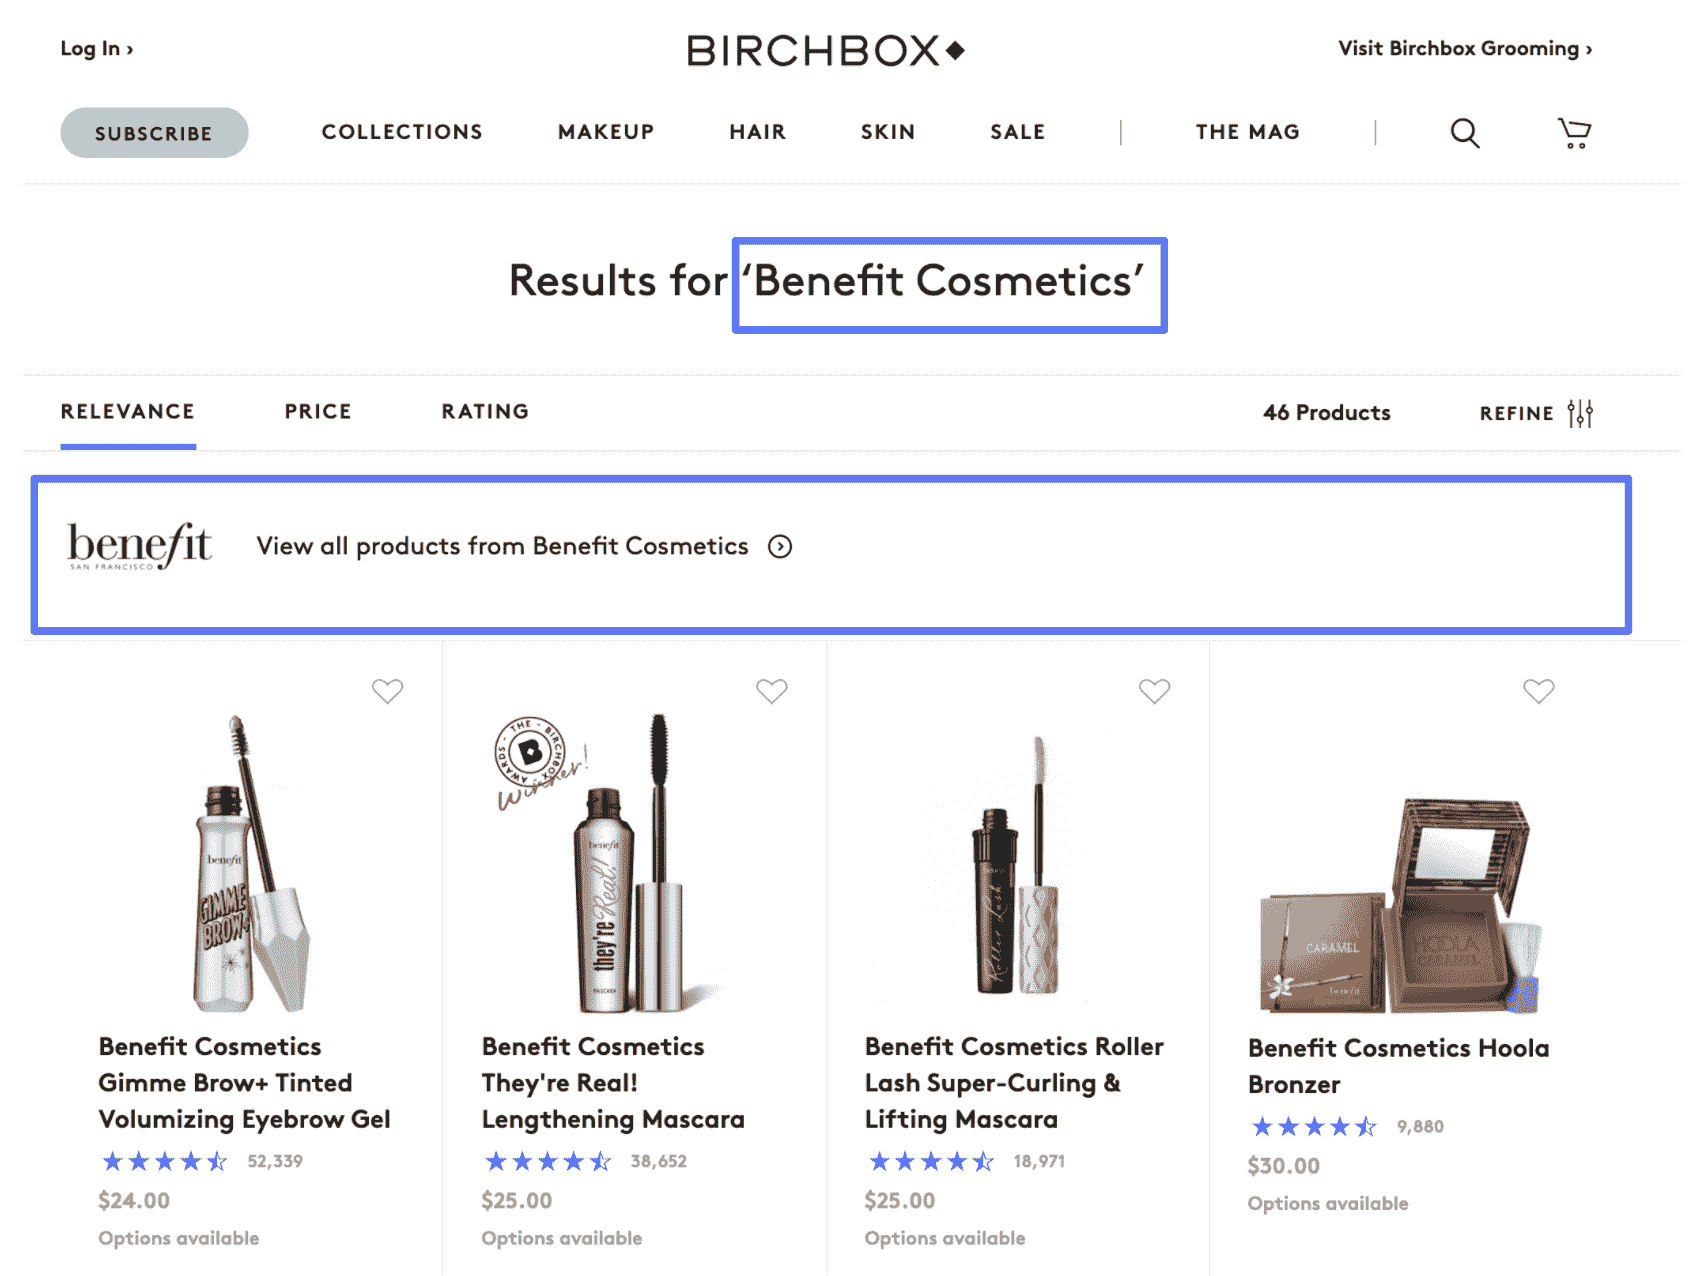 Log In ›
BIRCHBOX◆
Visit Birchbox Grooming ›
SUBSCRIBE
COLLECTIONS
MAKEUP
HAIR
SKIN
SALE
THE MAG
Results for ‘Benefit Cosmetics’
RELEVANCE
PRICE
RATING
46 Products
REFINE
benefit
SAN FRANCISCO
View all products from Benefit Cosmetics
benefit
GIMME
BROW+
THE BIRCHBOX AWARDS
B
Winner!
benefit
they're Real!
MASCARA
Roller Lash
CARAMEL
benefit
HOOLA
CARAMEL
Benefit Cosmetics
Gimme Brow+ Tinted
Volumizing Eyebrow Gel
52,339
$24.00
Options available
Benefit Cosmetics
They're Real!
Lengthening Mascara
38,652
$25.00
Options available
Benefit Cosmetics Roller
Lash Super-Curling &
Lifting Mascara
18,971
$25.00
Options available
Benefit Cosmetics Hoola
Bronzer
9,880
$30.00
Options available